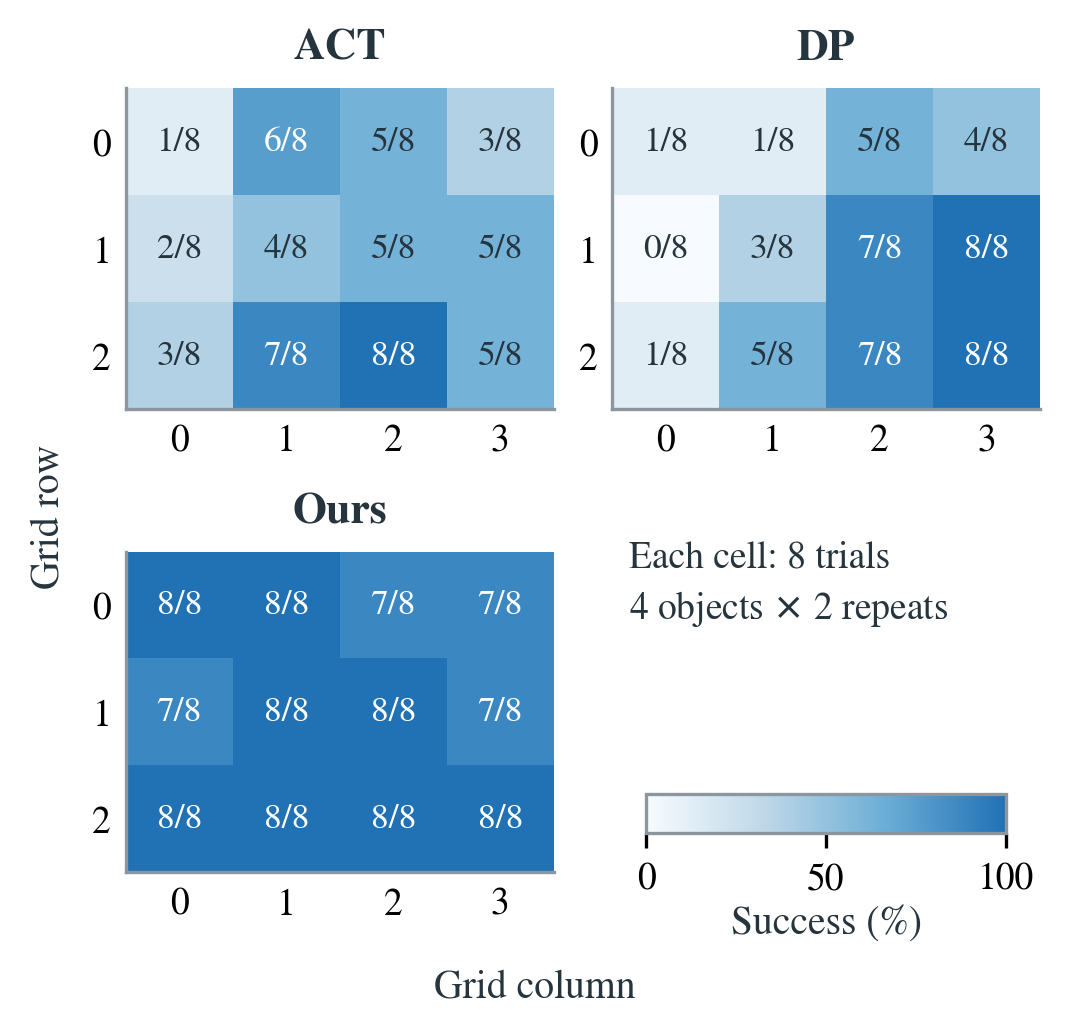 ACT
0 1/8 6/8 5/8 3/8
1 2/8 4/8 5/8 5/8
2 3/8 7/8 8/8 5/8
0 1 2 3
DP
0 1/8 1/8 5/8 4/8
1 0/8 3/8 7/8 8/8
2 1/8 5/8 7/8 8/8
0 1 2 3
Grid row
Ours
0 8/8 8/8 7/8 7/8
1 7/8 8/8 8/8 7/8
2 8/8 8/8 8/8 8/8
0 1 2 3
Each cell: 8 trials
4 objects × 2 repeats
0 50 100
Success (%)
Grid column